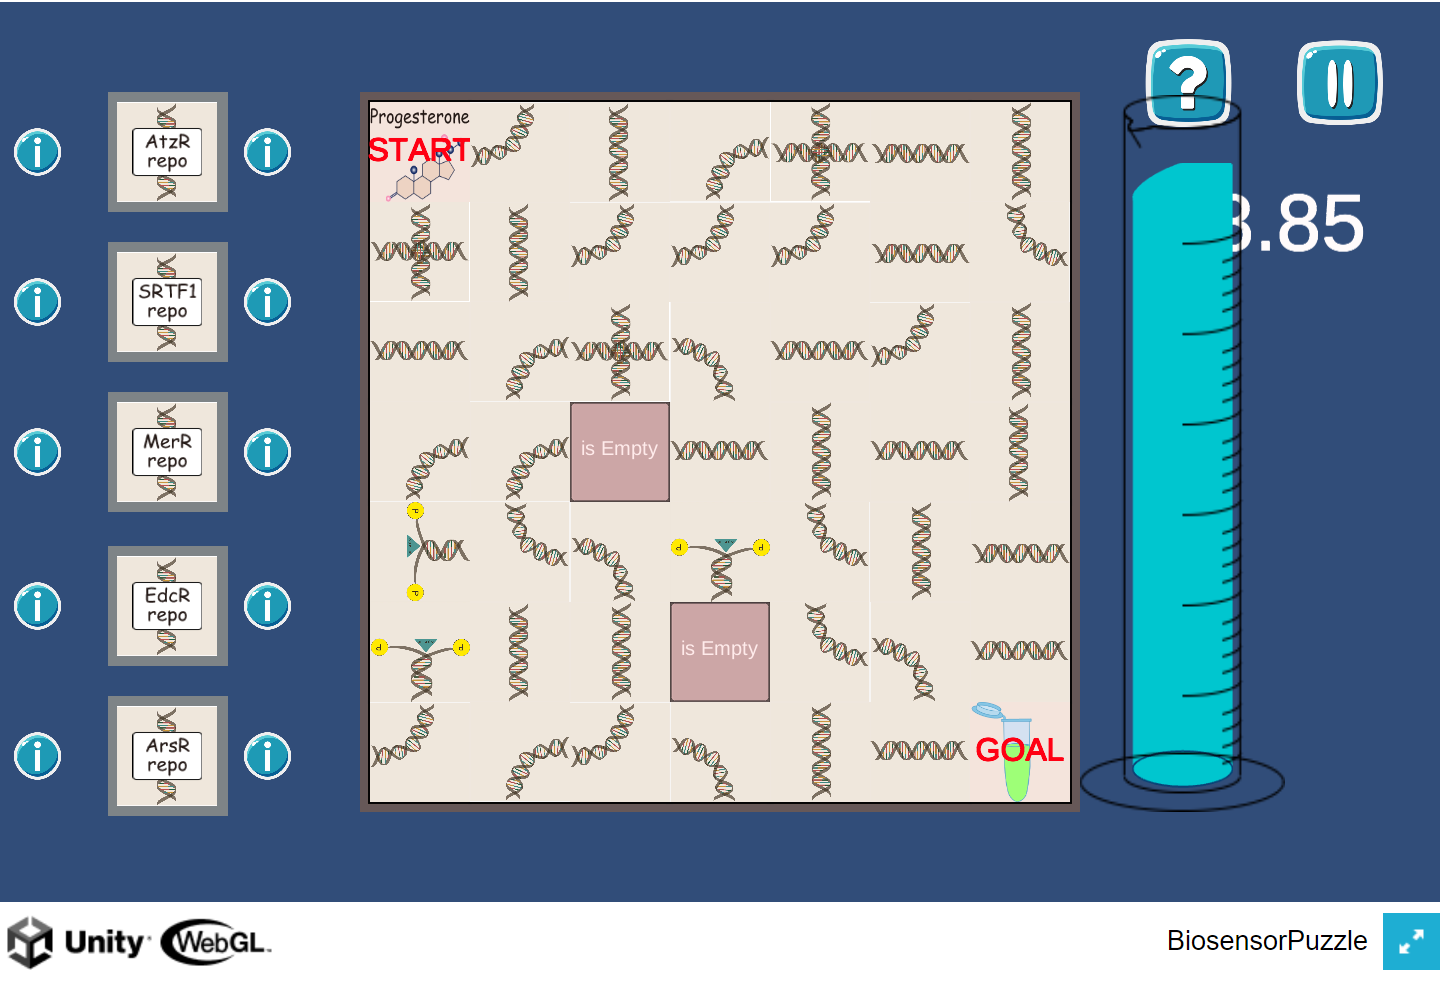 Progesterone
START
AtzR
repo
.85
SRTF1
repo
MerR
repo
is Empty
EdcR
repo
is Empty
ArsR
repo
GOAL
Unity WebGL
BiosensorPuzzle